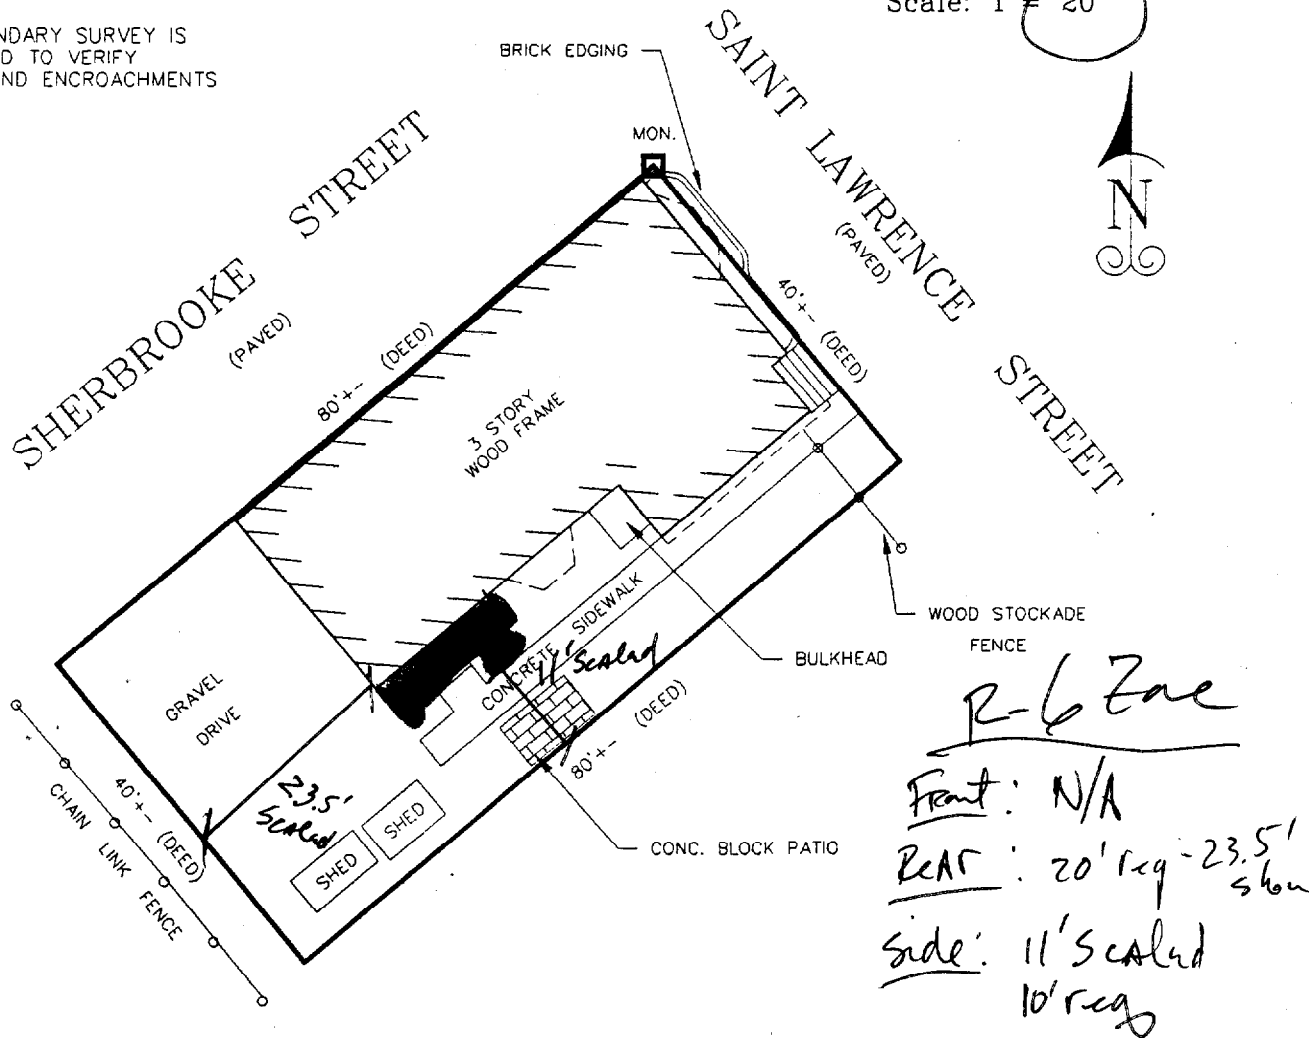 NDARY SURVEY IS
D TO VERIFY
ND ENCROACHMENTS
Scale: 1" = 20'
BRICK EDGING
MON.
SAINT LAWRENCE STREET
(PAVED)
SHERBROOKE STREET
(PAVED)
N
80'+- (DEED)
40'+- (DEED)
3 STORY
WOOD FRAME
WOOD STOCKADE
FENCE
BULKHEAD
CONCRETE SIDEWALK
11' Scaled
GRAVEL
DRIVE
80'+- (DEED)
23.5'
Scaled
SHED
SHED
40'+- (DEED)
CHAIN LINK FENCE
CONC. BLOCK PATIO
R-6 Zone
Front: N/A
Rear: 20' req - 23.5'
show
Side: 11' Scaled
10' req